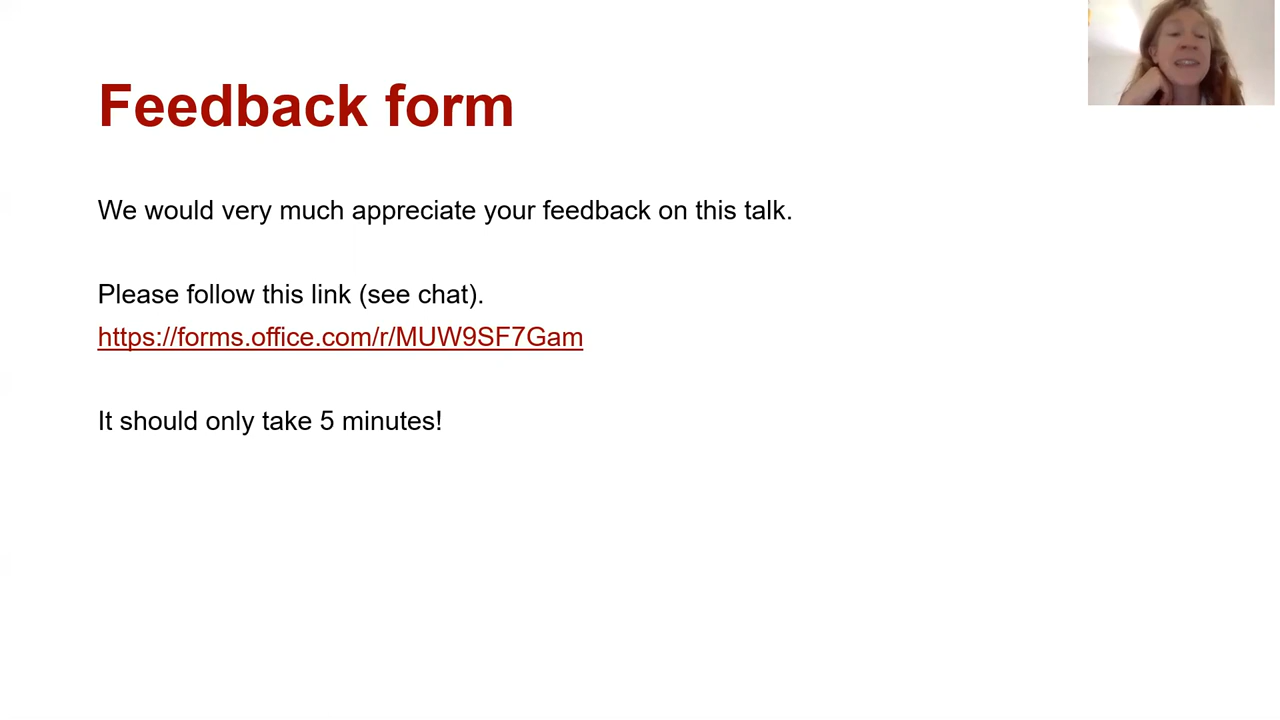 Feedback form
We would very much appreciate your feedback on this talk.
Please follow this link (see chat).
https://forms.office.com/r/MUW9SF7Gam
It should only take 5 minutes!